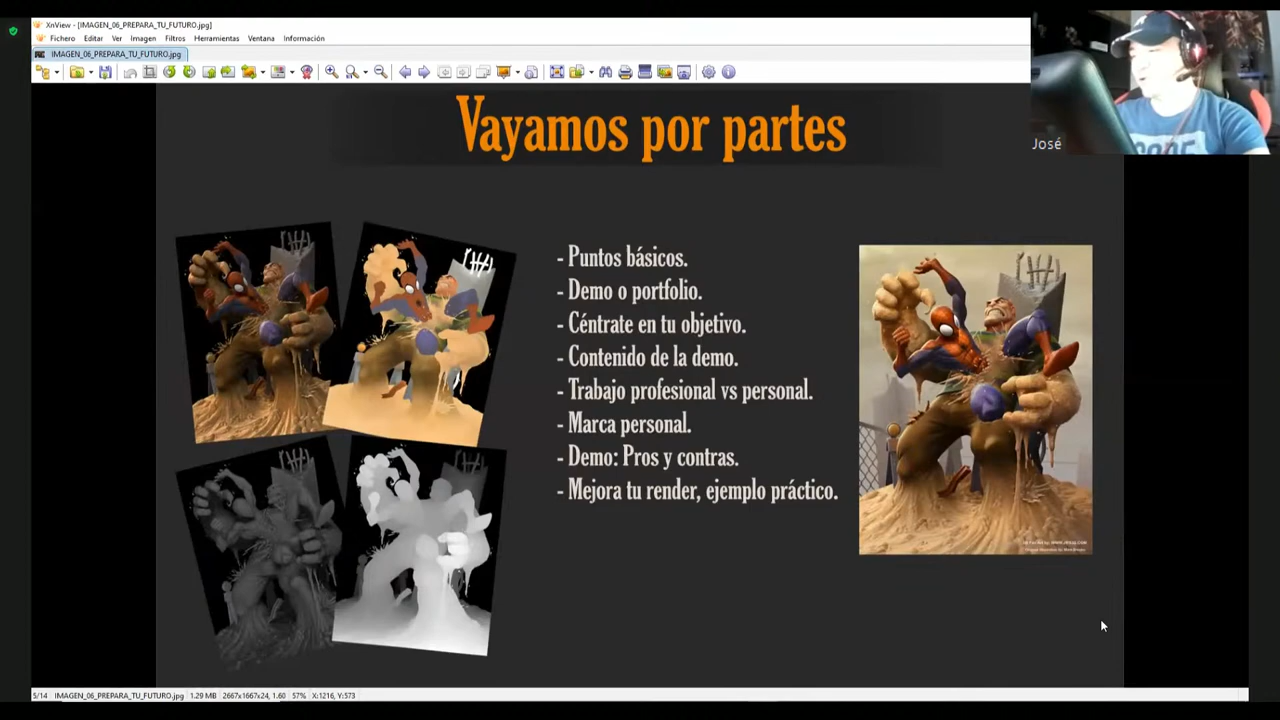 XnView - [IMAGEN_06_PREPARA_TU_FUTURO.jpg]
Fichero Editar Ver Imagen Filtros Herramientas Ventana Información
IMAGEN_06_PREPARA_TU_FUTURO.jpg
José
Vayamos por partes
- Puntos básicos.
- Demo o portfolio.
- Céntrate en tu objetivo.
- Contenido de la demo.
- Trabajo profesional vs personal.
- Marca personal.
- Demo: Pros y contras.
- Mejora tu render, ejemplo práctico.
5/14 IMAGEN_06_PREPARA_TU_FUTURO.jpg 1.29 MB 2667x1667x24, 1.60 57% X:1216, Y:573